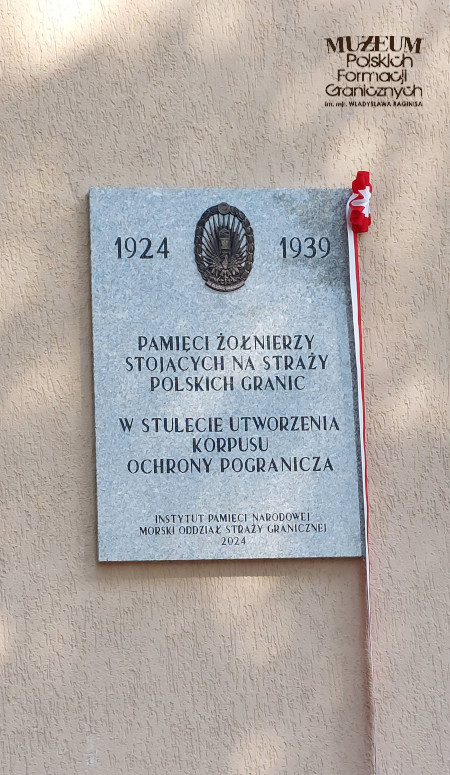 MUZEUM
Polskich
Formacji
Granicznych
im. mjr. WŁADYSŁAWA RAGINISA
1924 1939
PAMIĘCI ŻOŁNIERZY
STOJĄCYCH NA STRAŻY
POLSKICH GRANIC
W STULECIE UTWORZENIA
KORPUSU
OCHRONY POGRANICZA
INSTYTUT PAMIĘCI NARODOWEJ
MORSKI ODDZIAŁ STRAŻY GRANICZNEJ
2024